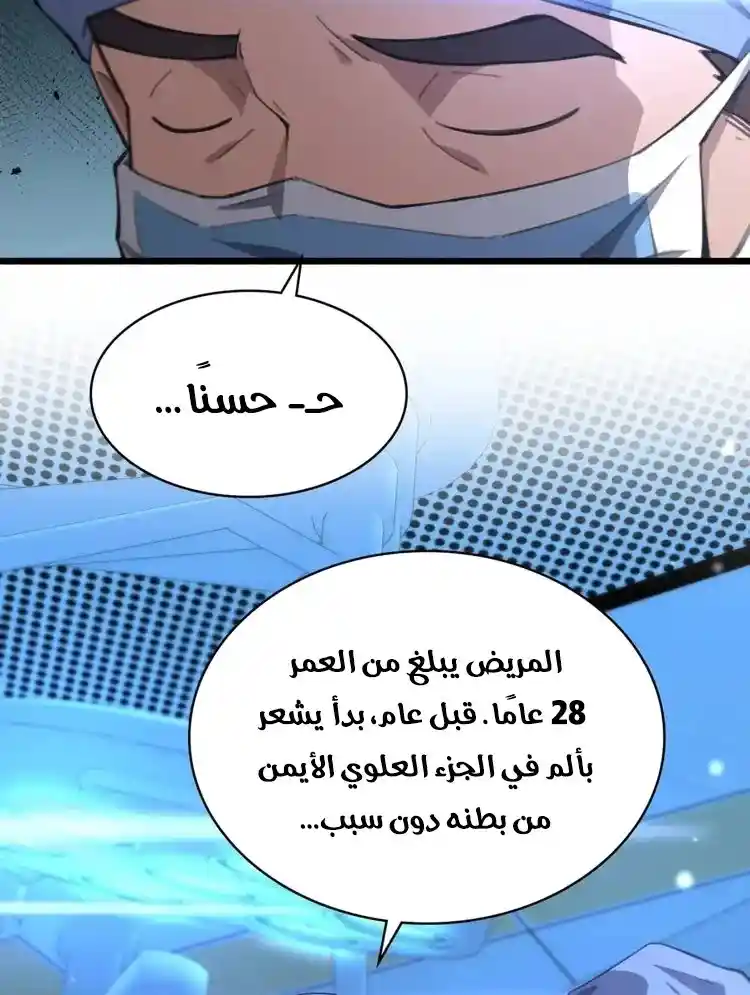 حـ- حسنًا...
المريض يبلغ من العمر
28 عامًا. قبل عام، بدأ يشعر
بألم في الجزء العلوي الأيمن
من بطنه دون سبب...